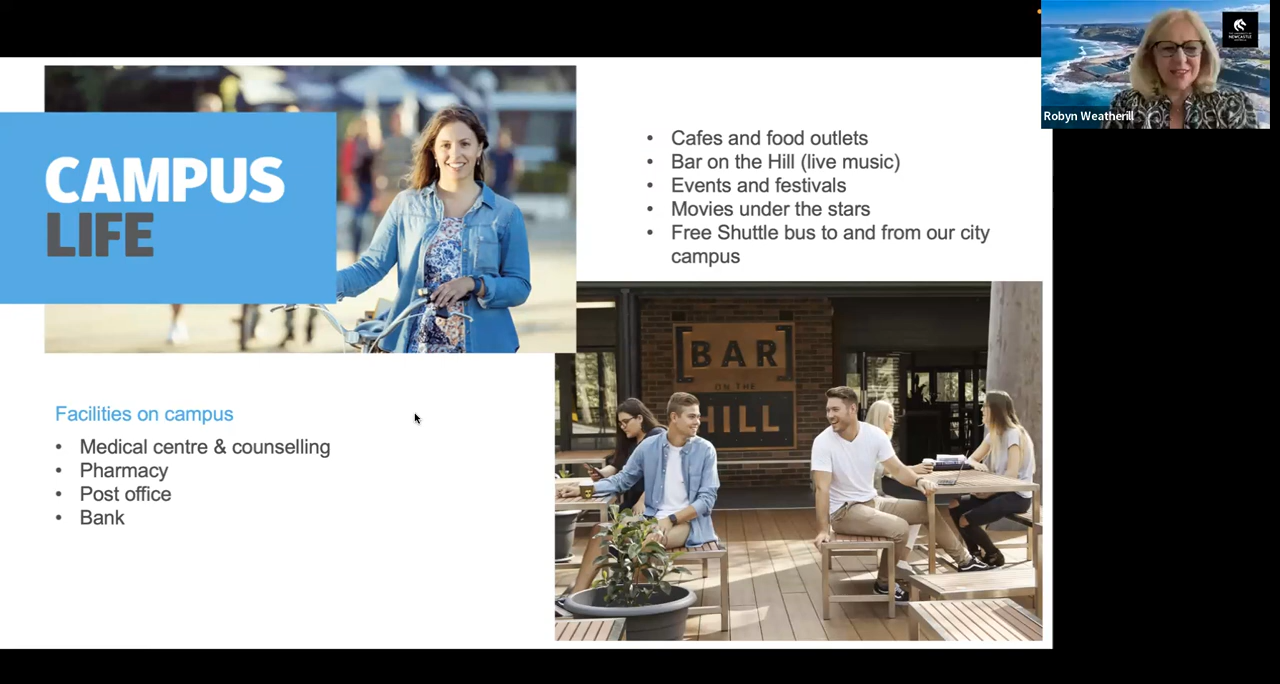 CAMPUS
LIFE
• Cafes and food outlets
• Bar on the Hill (live music)
• Events and festivals
• Movies under the stars
• Free Shuttle bus to and from our city
campus
Facilities on campus
• Medical centre & counselling
• Pharmacy
• Post office
• Bank
BAR
ON THE
HILL
NEWCASTLE
Robyn Weatherill